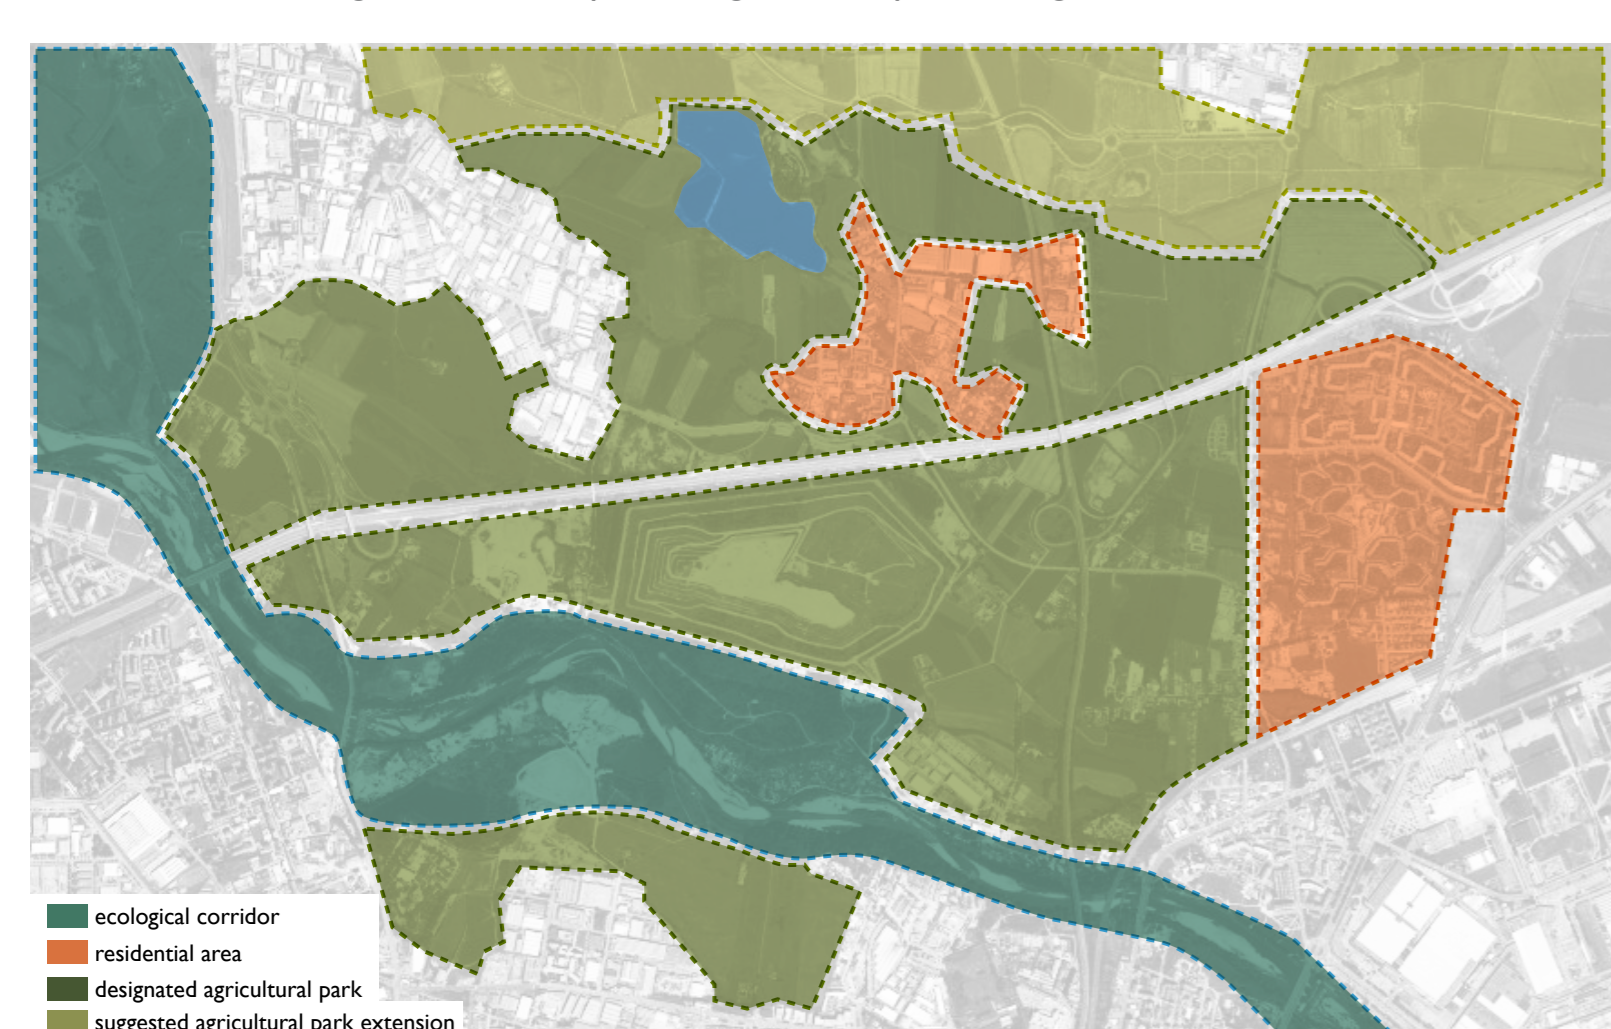 ecological corridor
residential area
designated agricultural park
suggested agricultural park extension